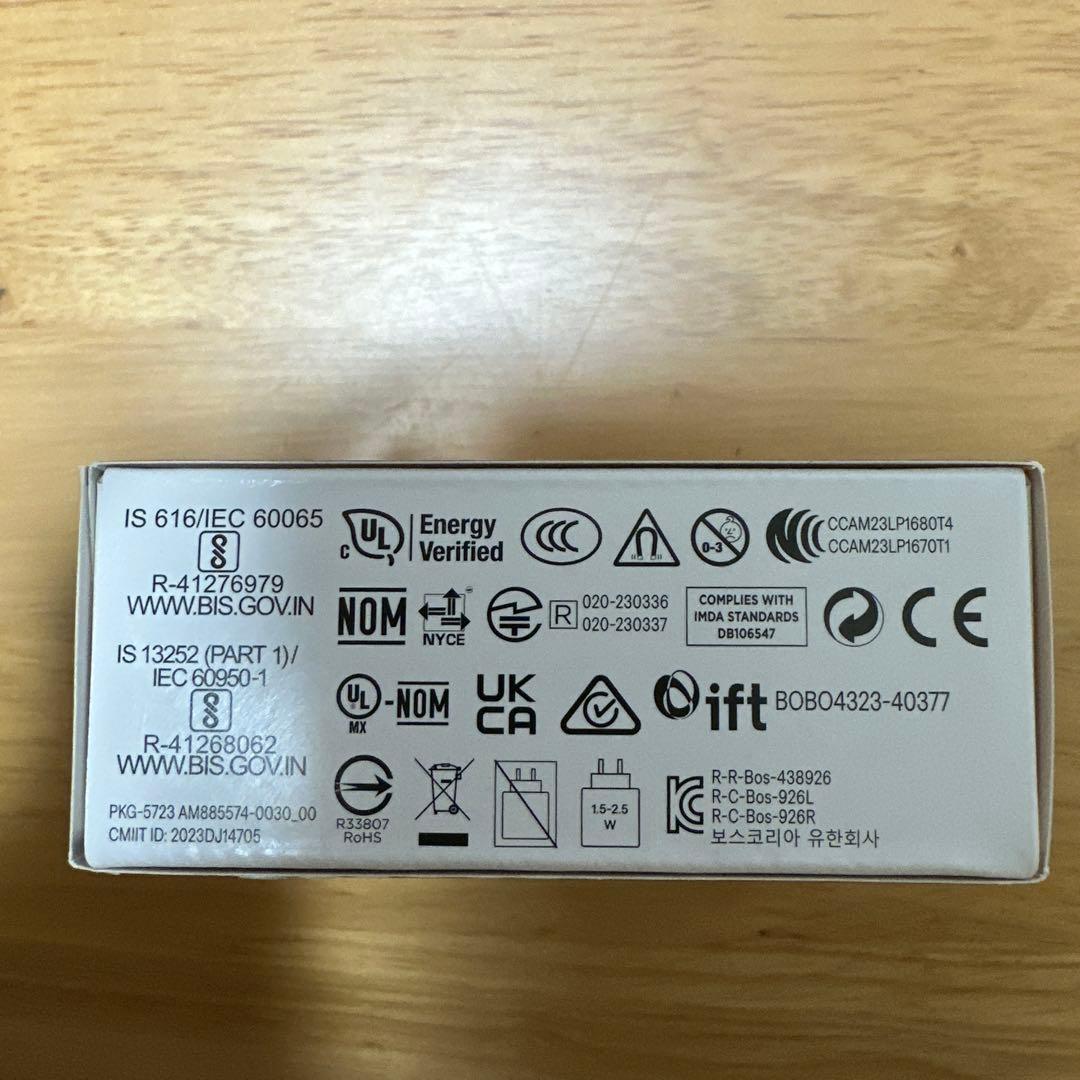 IS 616/IEC 60065
R-41276979
WWW.BIS.GOV.IN
IS 13252 (PART 1)/
IEC 60950-1
R-41268062
WWW.BIS.GOV.IN
PKG-5723 AM885574-0030_00
CMIIT ID: 2023DJ14705
c UL Energy
Verified
CCC
0-3
CCAM23LP1680T4
CCAM23LP1670T1
NOM
NYCE
R
020-230336
020-230337
COMPLIES WITH
IMDA STANDARDS
DB106547
CE
UL
MX
-NOM
UK
CA
ift BOBO4323-40377
R33807
RoHS
1.5-2.5
W
R-R-Bos-438926
R-C-Bos-926L
R-C-Bos-926R
보스코리아 유한회사